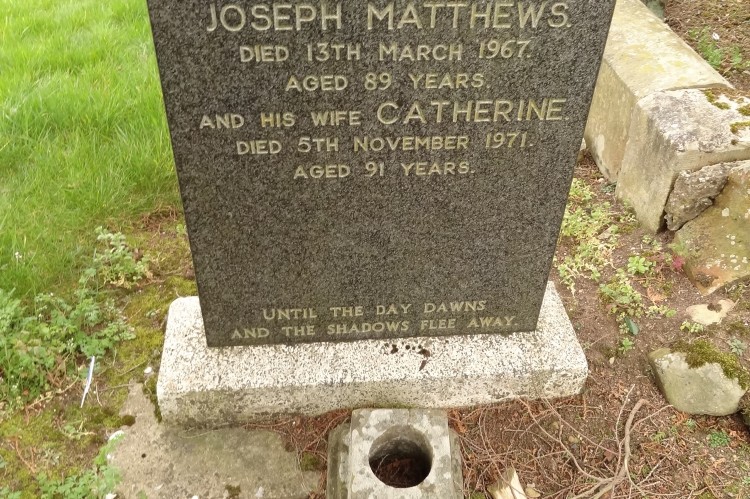 JOSEPH MATTHEWS.
DIED 13TH MARCH 1967.
AGED 89 YEARS.
AND HIS WIFE CATHERINE.
DIED 5TH NOVEMBER 1971.
AGED 91 YEARS.
UNTIL THE DAY DAWNS
AND THE SHADOWS FLEE AWAY.